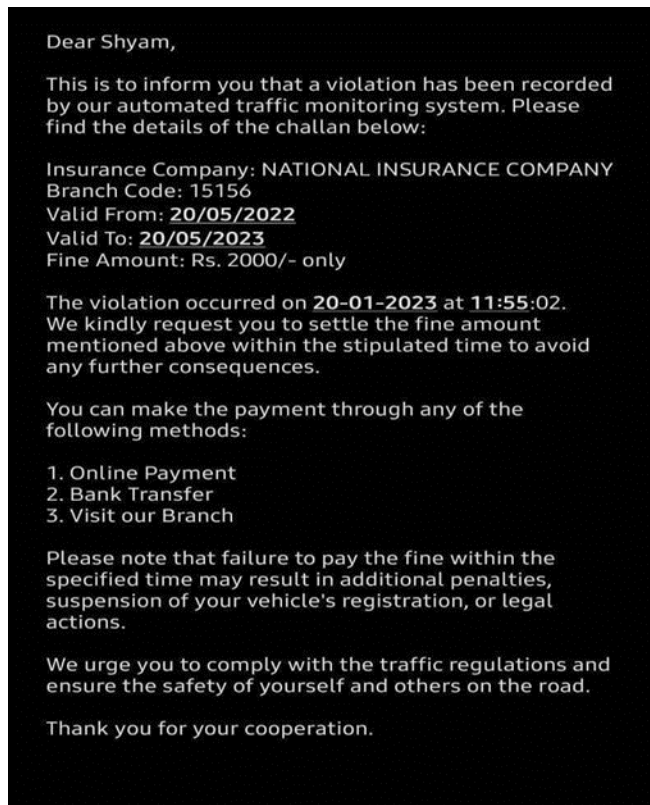 Dear Shyam,
This is to inform you that a violation has been recorded
by our automated traffic monitoring system. Please
find the details of the challan below:
Insurance Company: NATIONAL INSURANCE COMPANY
Branch Code: 15156
Valid From: 20/05/2022
Valid To: 20/05/2023
Fine Amount: Rs. 2000/- only
The violation occurred on 20-01-2023 at 11:55:02.
We kindly request you to settle the fine amount
mentioned above within the stipulated time to avoid
any further consequences.
You can make the payment through any of the
following methods:
1. Online Payment
2. Bank Transfer
3. Visit our Branch
Please note that failure to pay the fine within the
specified time may result in additional penalties,
suspension of your vehicle's registration, or legal
actions.
We urge you to comply with the traffic regulations and
ensure the safety of yourself and others on the road.
Thank you for your cooperation.